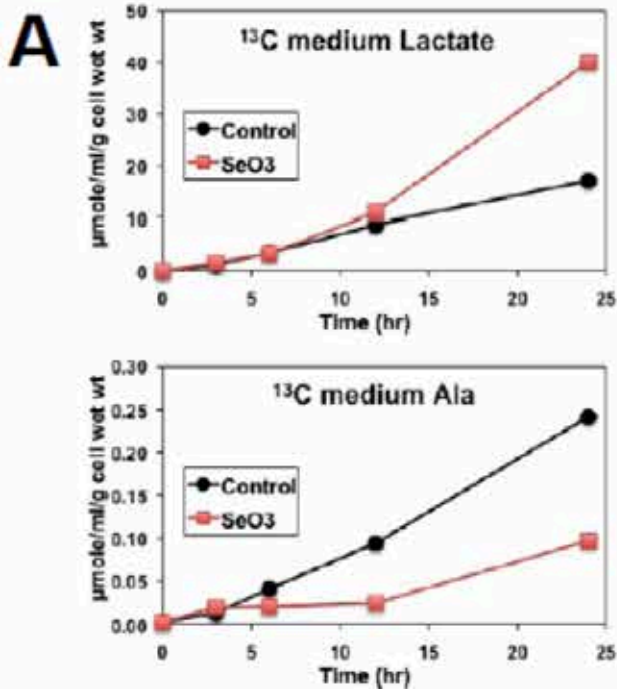 A
¹³C medium Lactate
µmole/ml/g cell wet wt
50
40
30
20
10
0
Control
SeO3
0 5 10 15 20 25
Time (hr)
¹³C medium Ala
µmole/ml/g cell wet wt
0.30
0.25
0.20
0.15
0.10
0.05
0.00
Control
SeO3
0 5 10 15 20 25
Time (hr)